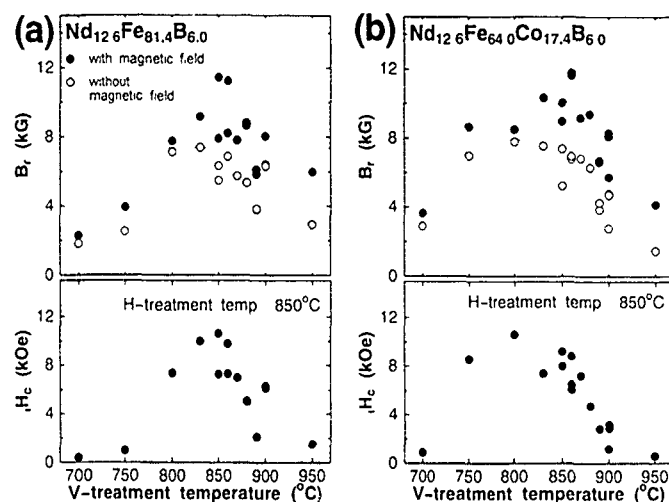 (a) Nd12 6Fe81.4B6.0
● with magnetic field
○ without
magnetic field
12
8
4
0
Br (kG)
H-treatment temp 850°C
12
8
4
0
iHc (kOe)
700 750 800 850 900 950
V-treatment temperature (°C)
(b) Nd12 6Fe64 0Co17.4B6 0
12
8
4
0
Br (kG)
H-treatment temp 850°C
12
8
4
0
iHc (kOe)
700 750 800 850 900 950
V-treatment temperature (°C)